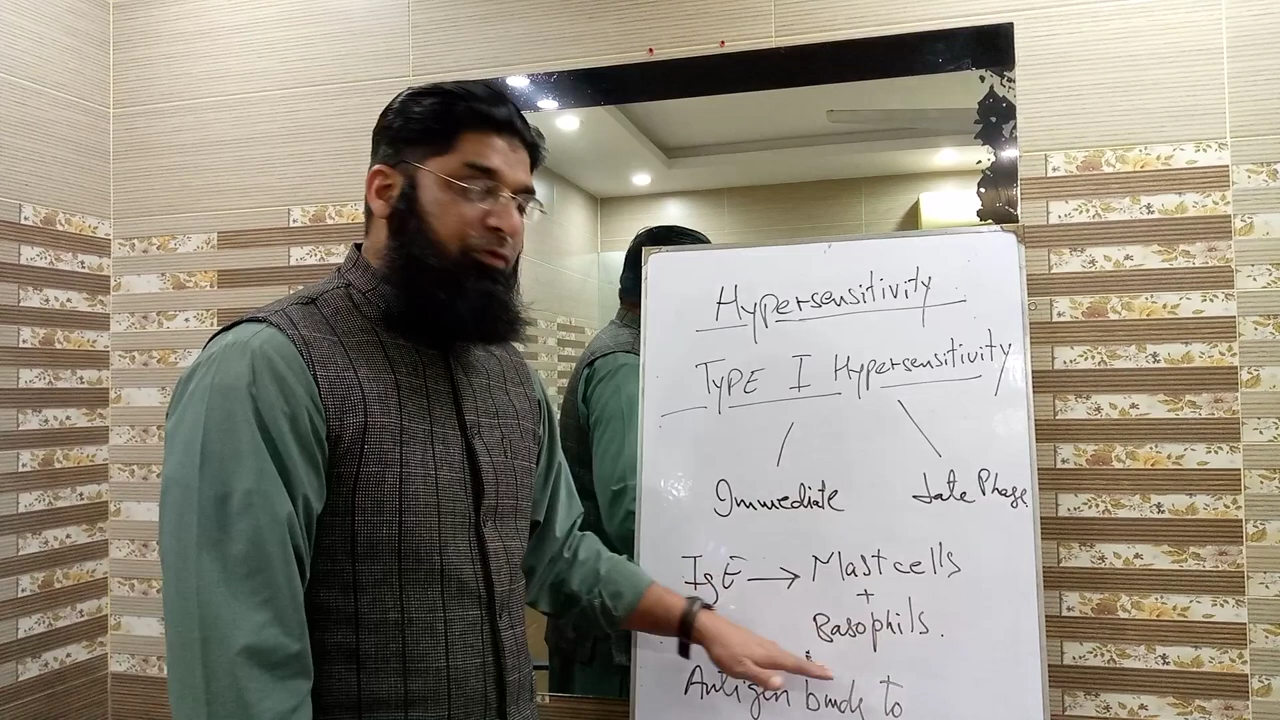 Hypersensitivity
TYPE I Hypersensitivity
Immediate Late Phase
IgE → Mast cells
+
Basophils.
Antigen binds to